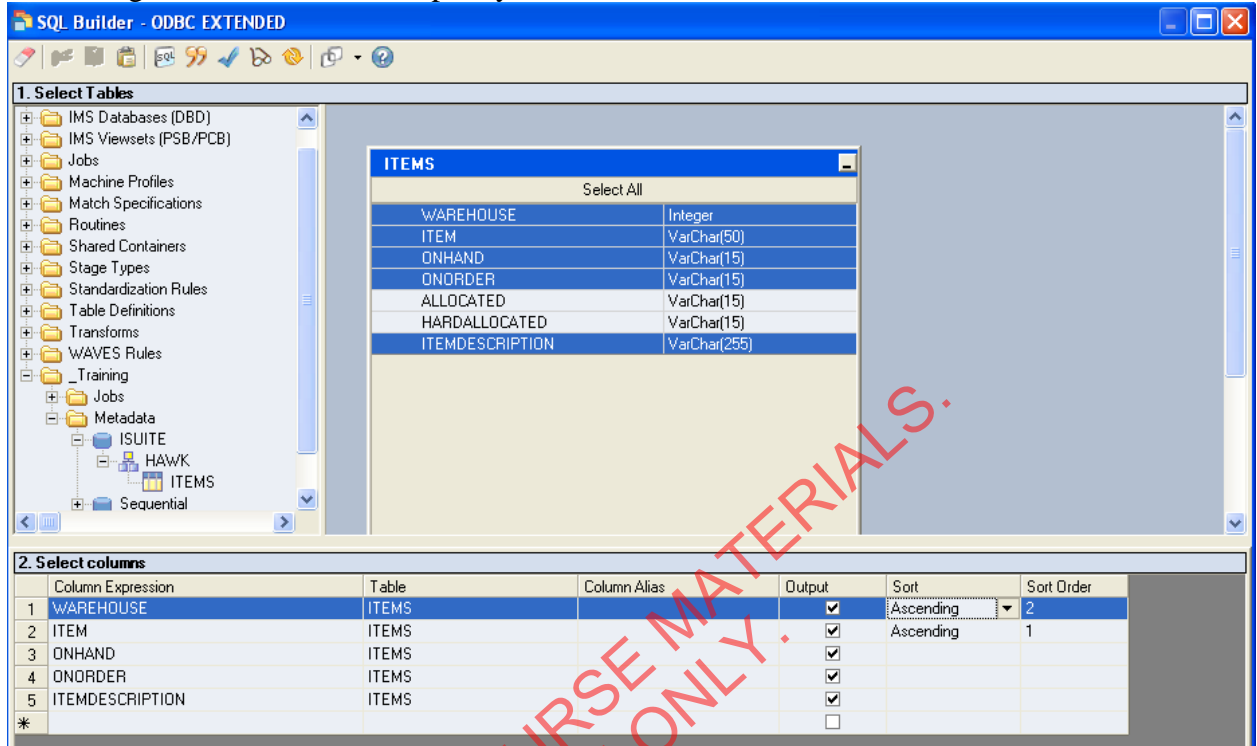 SQL Builder - ODBC EXTENDED
1. Select Tables
IMS Databases (DBD)
IMS Viewsets (PSB/PCB)
Jobs
Machine Profiles
Match Specifications
Routines
Shared Containers
Stage Types
Standardization Rules
Table Definitions
Transforms
WAVES Rules
_Training
Jobs
Metadata
ISUITE
HAWK
ITEMS
Sequential
ITEMS
Select All
WAREHOUSE Integer
ITEM VarChar(50)
ONHAND VarChar(15)
ONORDER VarChar(15)
ALLOCATED VarChar(15)
HARDALLOCATED VarChar(15)
ITEMDESCRIPTION VarChar(255)
2. Select columns
Column Expression Table Column Alias Output Sort Sort Order
1 WAREHOUSE ITEMS Ascending 2
2 ITEM ITEMS Ascending 1
3 ONHAND ITEMS
4 ONORDER ITEMS
5 ITEMDESCRIPTION ITEMS
*
URSE MATERIALS.
ONLY.